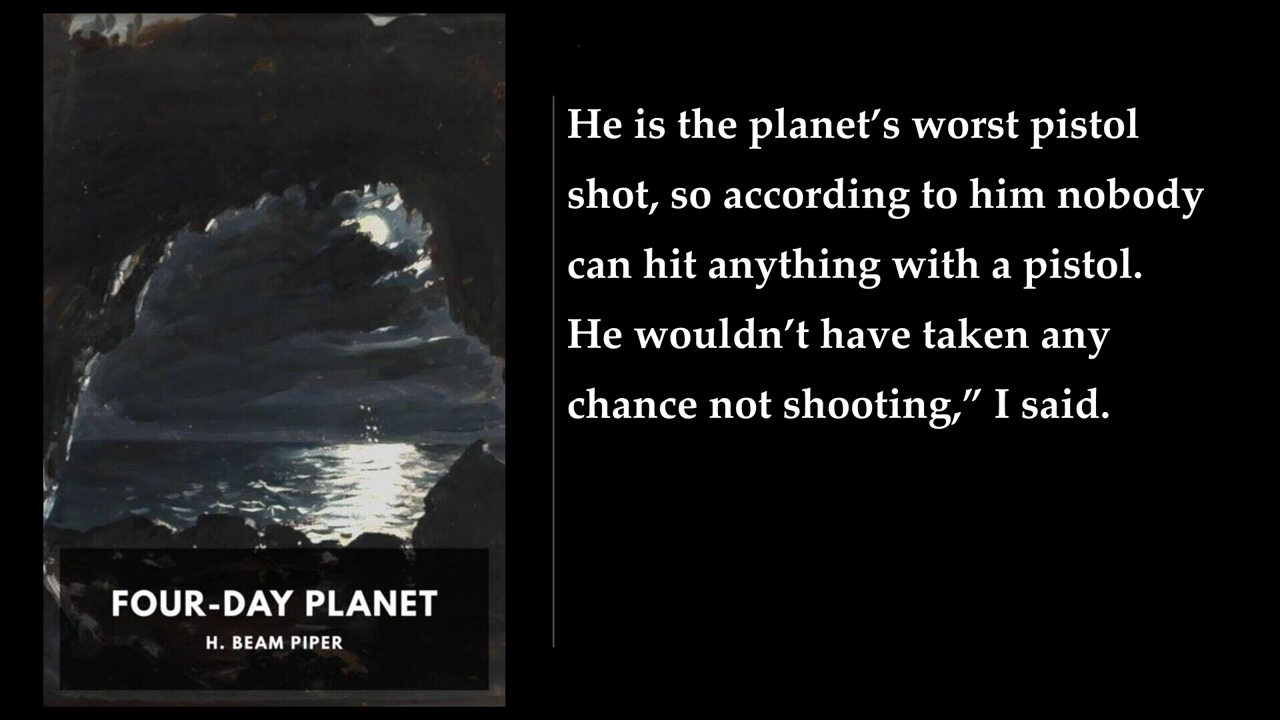 FOUR-DAY PLANET
H. BEAM PIPER
He is the planet’s worst pistol
shot, so according to him nobody
can hit anything with a pistol.
He wouldn’t have taken any
chance not shooting,” I said.